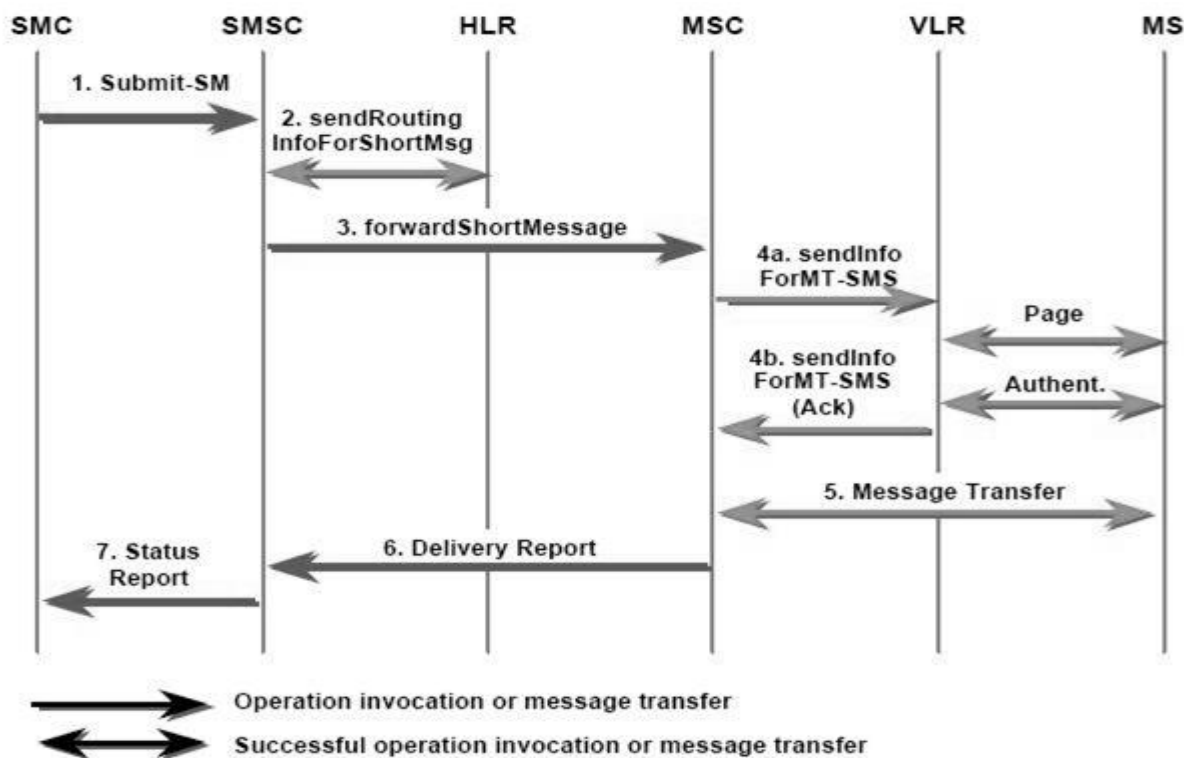 SMC SMSC HLR MSC VLR MS
1. Submit-SM
2. sendRouting
InfoForShortMsg
3. forwardShortMessage
4a. sendInfo
ForMT-SMS
Page
4b. sendInfo
ForMT-SMS
(Ack)
Authent.
5. Message Transfer
6. Delivery Report
7. Status
Report
Operation invocation or message transfer
Successful operation invocation or message transfer